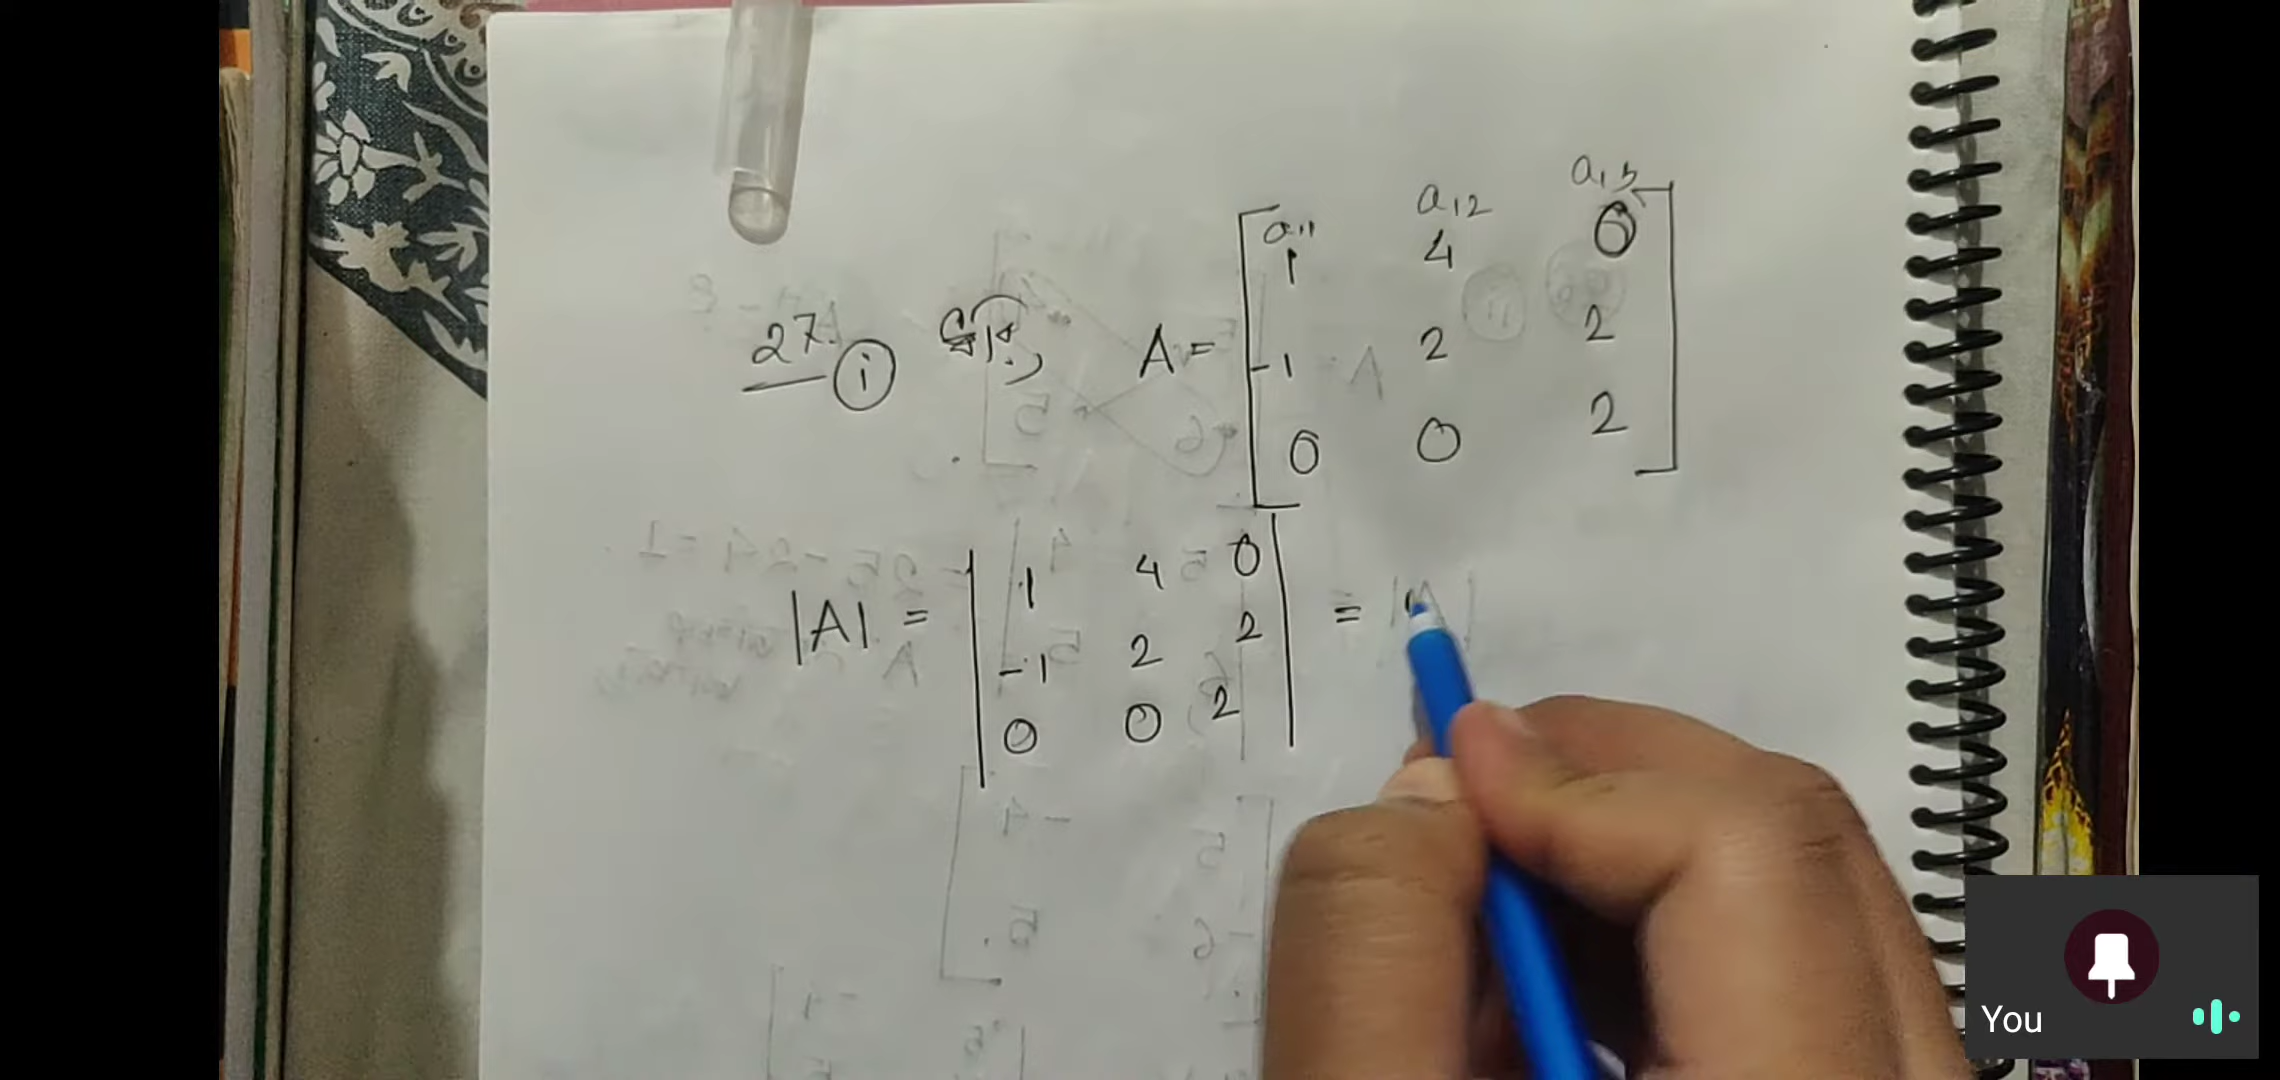 a11 a12 a13
1 4 0
27. i A = -1 2 2
0 0 2
1 4 0
|A| = -1 2 2 =
0 0 2
You